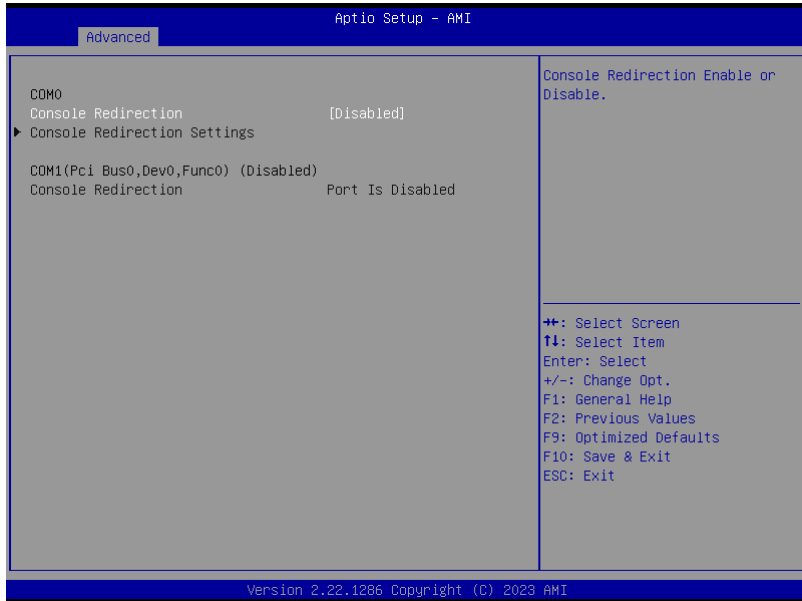 Aptio Setup - AMI
Advanced
COM0
Console Redirection [Disabled]
Console Redirection Settings
COM1(Pci Bus0,Dev0,Func0) (Disabled)
Console Redirection Port Is Disabled
Console Redirection Enable or
Disable.
→←: Select Screen
↑↓: Select Item
Enter: Select
+/-: Change Opt.
F1: General Help
F2: Previous Values
F9: Optimized Defaults
F10: Save & Exit
ESC: Exit
Version 2.22.1286 Copyright (C) 2023 AMI